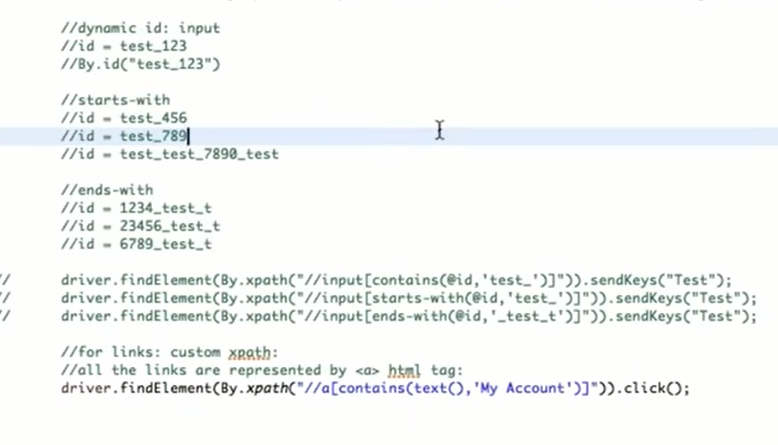 //dynamic id: input
//id = test_123
//By.id("test_123")
//starts-with
//id = test_456
//id = test_789
//id = test_test_7890_test
//ends-with
//id = 1234_test_t
//id = 23456_test_t
//id = 6789_test_t
// driver.findElement(By.xpath("//input[contains(@id,'test_')]")).sendKeys("Test");
// driver.findElement(By.xpath("//input[starts-with(@id,'test_')]")).sendKeys("Test");
// driver.findElement(By.xpath("//input[ends-with(@id,'_test_t')]")).sendKeys("Test");
//for links: custom xpath:
//all the links are represented by <a> html tag:
driver.findElement(By.xpath("//a[contains(text(),'My Account')]")).click();